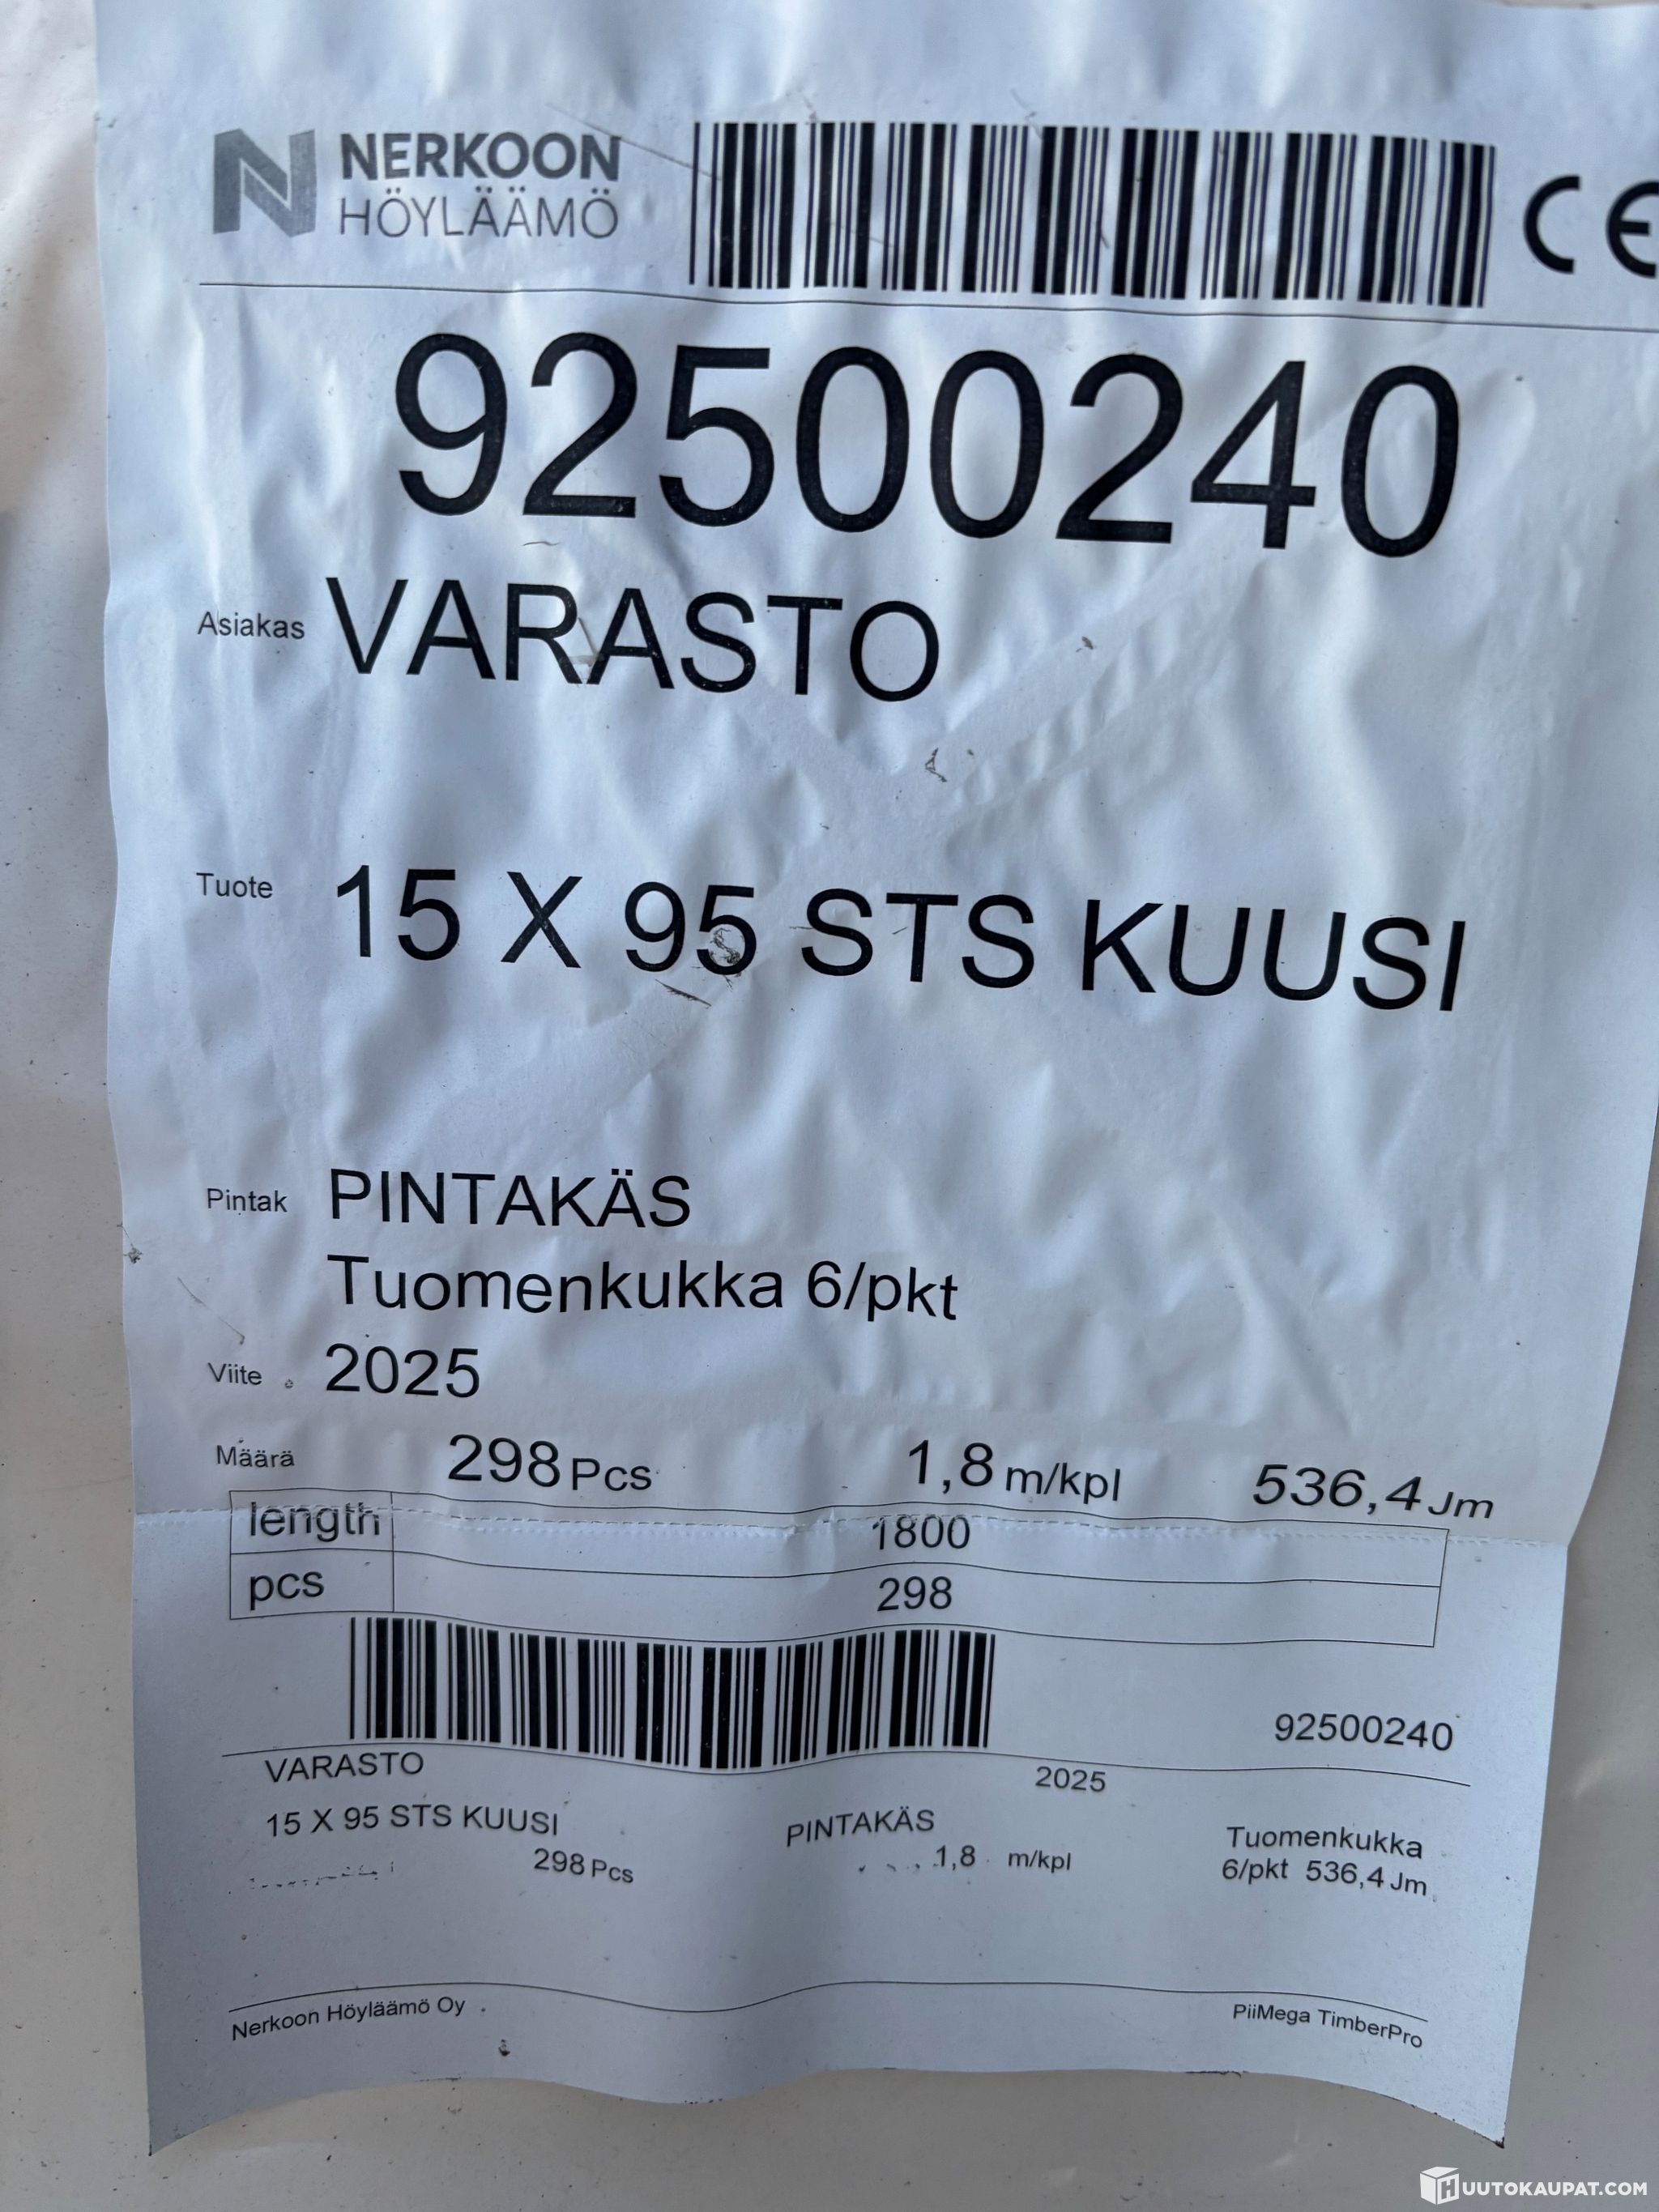 NERKOON
HÖYLÄÄMÖ
CE
92500240
Asiakas VARASTO
Tuote 15 X 95 STS KUUSI
Pintak PINTAKÄS
Tuomenkukka 6/pkt
Viite 2025
Määrä 298 Pcs 1,8 m/kpl 536,4 Jm
length 1800
pcs 298
92500240
VARASTO 2025
15 X 95 STS KUUSI PINTAKÄS Tuomenkukka
298 Pcs 1,8 m/kpl 6/pkt 536,4 Jm
Nerkoon Höyläämö Oy PiiMega TimberPro
HUUTOKAUPAT.COM